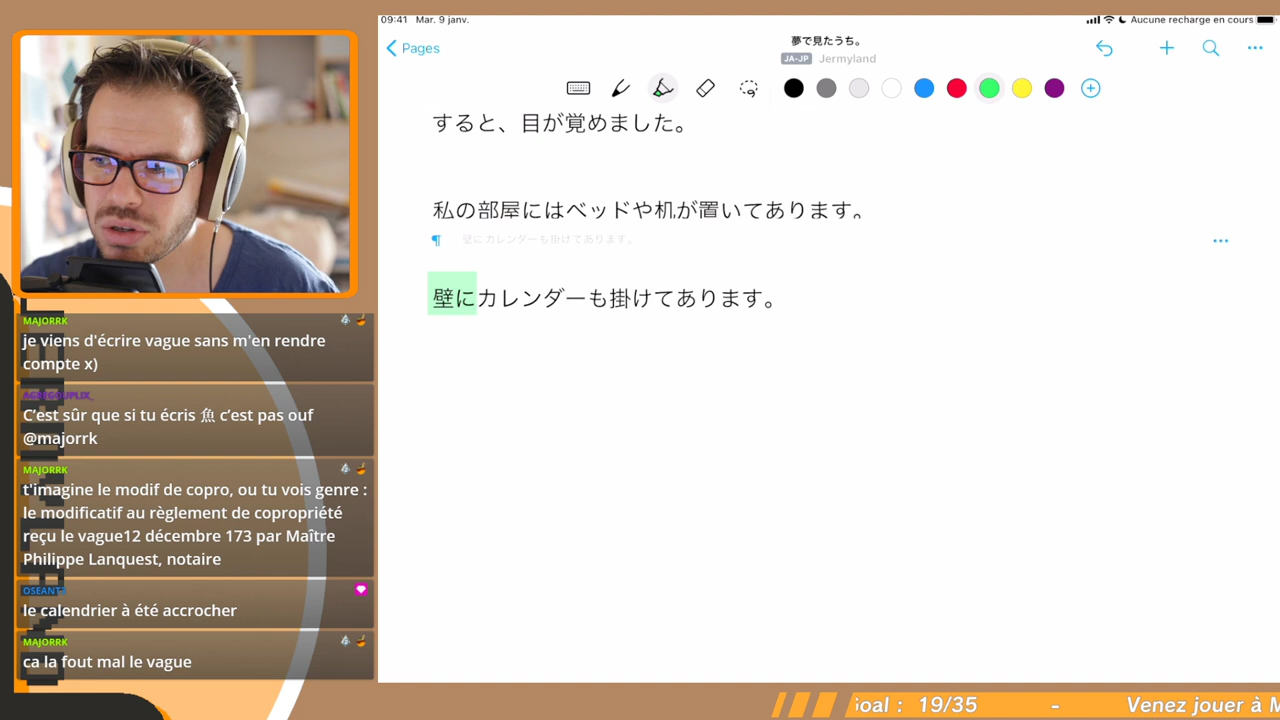 09:41 Mar. 9 janv.
Aucune recharge en cours
Pages
夢で見たうち。
JA-JP Jermyland
すると、目が覚めました。
私の部屋にはベッドや机が置いてあります。
¶ 壁にカレンダーも掛けてあります。
壁にカレンダーも掛けてあります。
MAJORRK
je viens d'écrire vague sans m'en rendre
compte x)
C'est sûr que si tu écris 魚 c'est pas ouf
@majorrk
MAJORRK
t'imagine le modif de copro, ou tu vois genre :
le modificatif au règlement de copropriété
reçu le vague12 décembre 173 par Maître
Philippe Lanquest, notaire
le calendrier à été accrocher
MAJORRK
ca la fout mal le vague
oal : 19/35 - Venez jouer à M